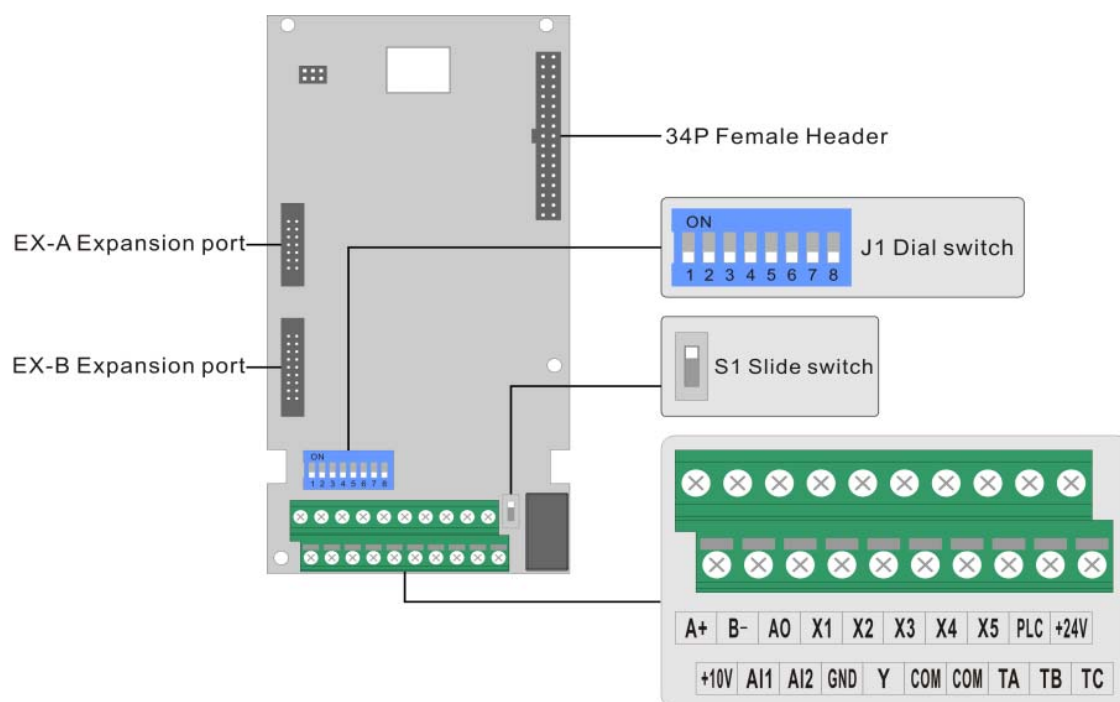 34P Female Header
ON
1 2 3 4 5 6 7 8
J1 Dial switch
EX-A Expansion port
EX-B Expansion port
S1 Slide switch
ON
1 2 3 4 5 6 7 8
A+ B- AO X1 X2 X3 X4 X5 PLC +24V
+10V AI1 AI2 GND Y COM COM TA TB TC